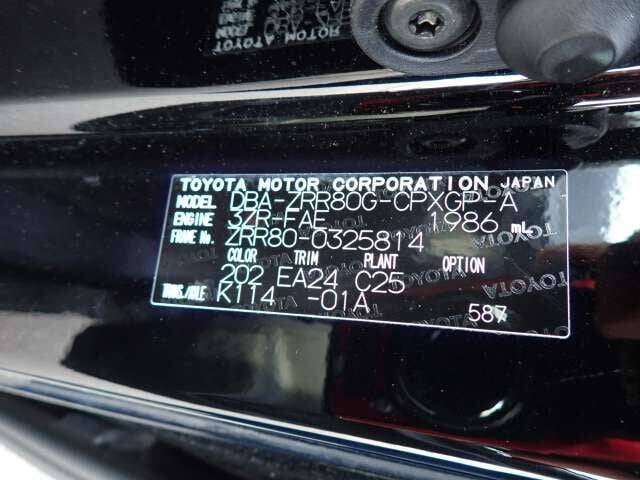 TOYOTA MOTOR CORPORATION JAPAN
MODEL DBA-ZRR80G-CPXGP-A
ENGINE 3ZR-FAE 1986 mL
FRAME No. ZRR80-0325814
COLOR TRIM PLANT OPTION
202 EA24 C25
TRANS./AXLE K114 -01A
587